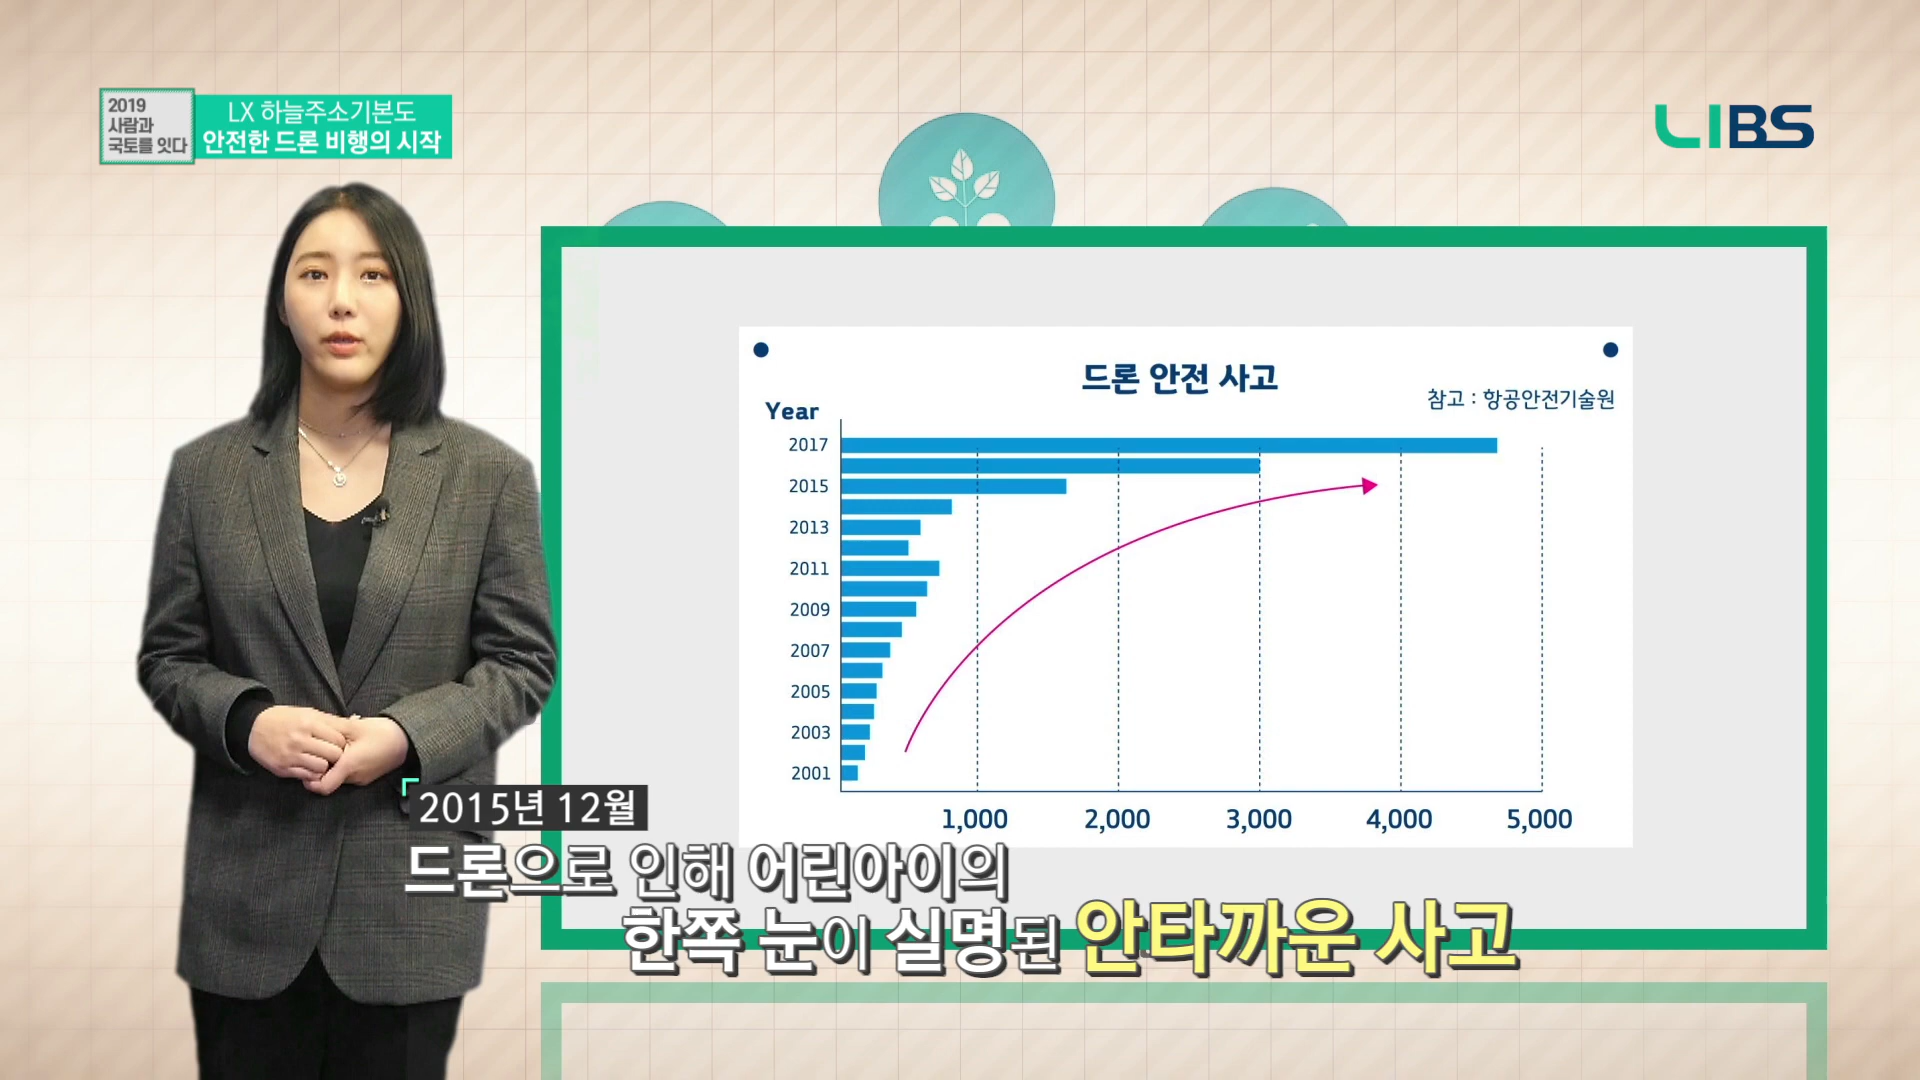 2019
사람과
국토를 잇다
LX 하늘주소기본도
안전한 드론 비행의 시작
LIBS
드론 안전 사고
참고 : 항공안전기술원
Year
2017
2015
2013
2011
2009
2007
2005
2003
2001
1,000 2,000 3,000 4,000 5,000
2015년 12월
드론으로 인해 어린아이의
한쪽 눈이 실명된 안타까운 사고